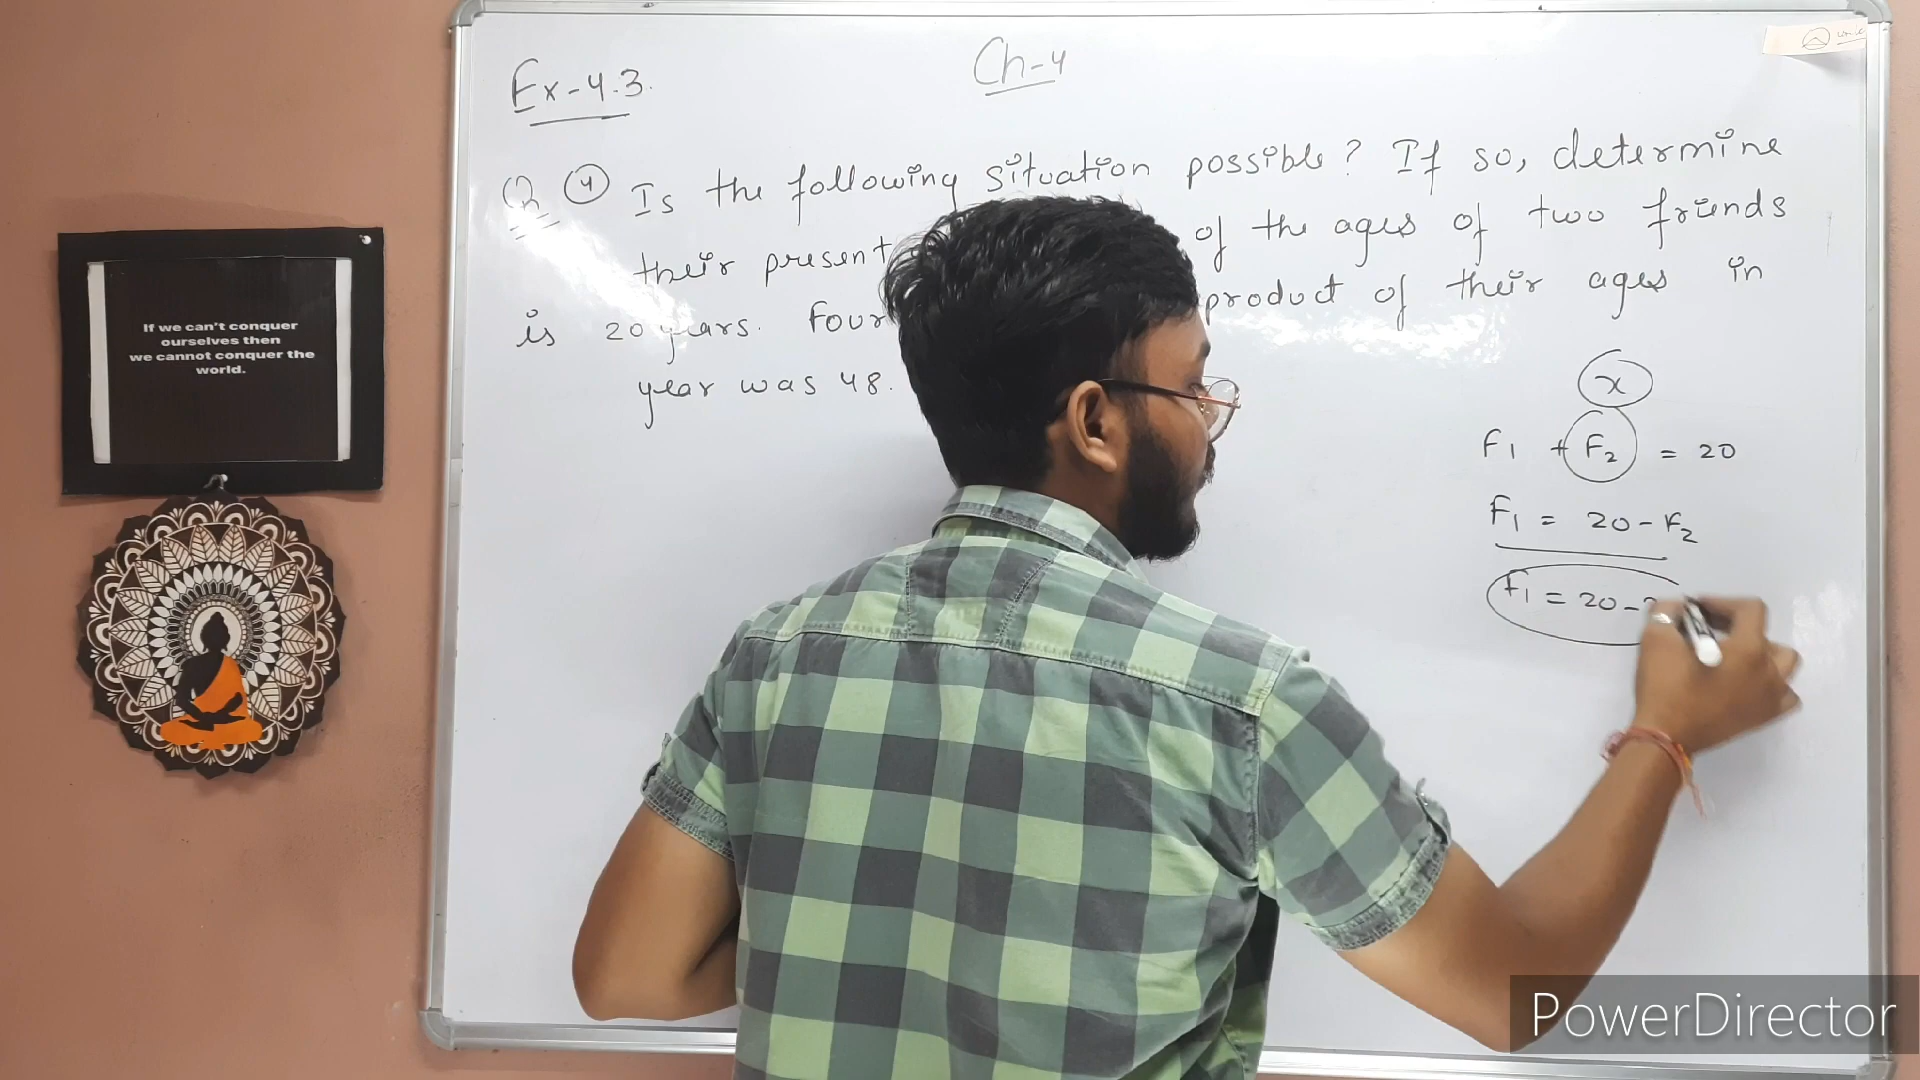 Ch-4
Ex-4.3.
Q ④ Is the following situation possible? If so, determine
their present of the ages of two friends
is 20 years. Four product of their ages in
year was 48.
x
F1 + F2 = 20
F1 = 20 - F2
F1 = 20 -
If we can't conquer
ourselves then
we cannot conquer the
world.
PowerDirector